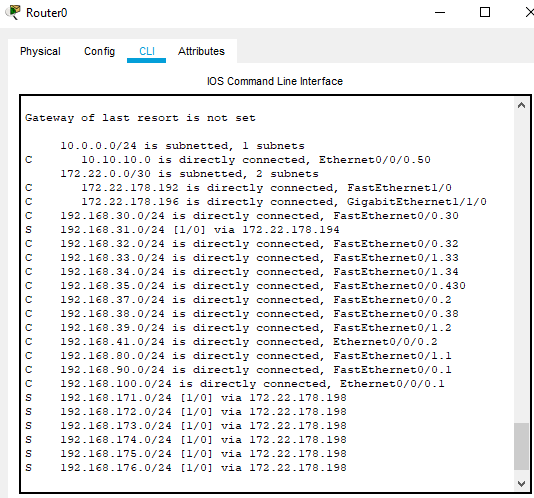 Router0
Physical Config CLI Attributes
IOS Command Line Interface
Gateway of last resort is not set
10.0.0.0/24 is subnetted, 1 subnets
C 10.10.10.0 is directly connected, Ethernet0/0/0.50
172.22.0.0/30 is subnetted, 2 subnets
C 172.22.178.192 is directly connected, FastEthernet1/0
C 172.22.178.196 is directly connected, GigabitEthernet1/1/0
C 192.168.30.0/24 is directly connected, FastEthernet0/0.30
S 192.168.31.0/24 [1/0] via 172.22.178.194
C 192.168.32.0/24 is directly connected, FastEthernet0/0.32
C 192.168.33.0/24 is directly connected, FastEthernet0/1.33
C 192.168.34.0/24 is directly connected, FastEthernet0/1.34
C 192.168.35.0/24 is directly connected, FastEthernet0/0.430
C 192.168.37.0/24 is directly connected, FastEthernet0/0.2
C 192.168.38.0/24 is directly connected, FastEthernet0/0.38
C 192.168.39.0/24 is directly connected, FastEthernet0/1.2
C 192.168.41.0/24 is directly connected, Ethernet0/0/0.2
C 192.168.80.0/24 is directly connected, FastEthernet0/1.1
C 192.168.90.0/24 is directly connected, FastEthernet0/0.1
C 192.168.100.0/24 is directly connected, Ethernet0/0/0.1
S 192.168.171.0/24 [1/0] via 172.22.178.198
S 192.168.172.0/24 [1/0] via 172.22.178.198
S 192.168.173.0/24 [1/0] via 172.22.178.198
S 192.168.174.0/24 [1/0] via 172.22.178.198
S 192.168.175.0/24 [1/0] via 172.22.178.198
S 192.168.176.0/24 [1/0] via 172.22.178.198